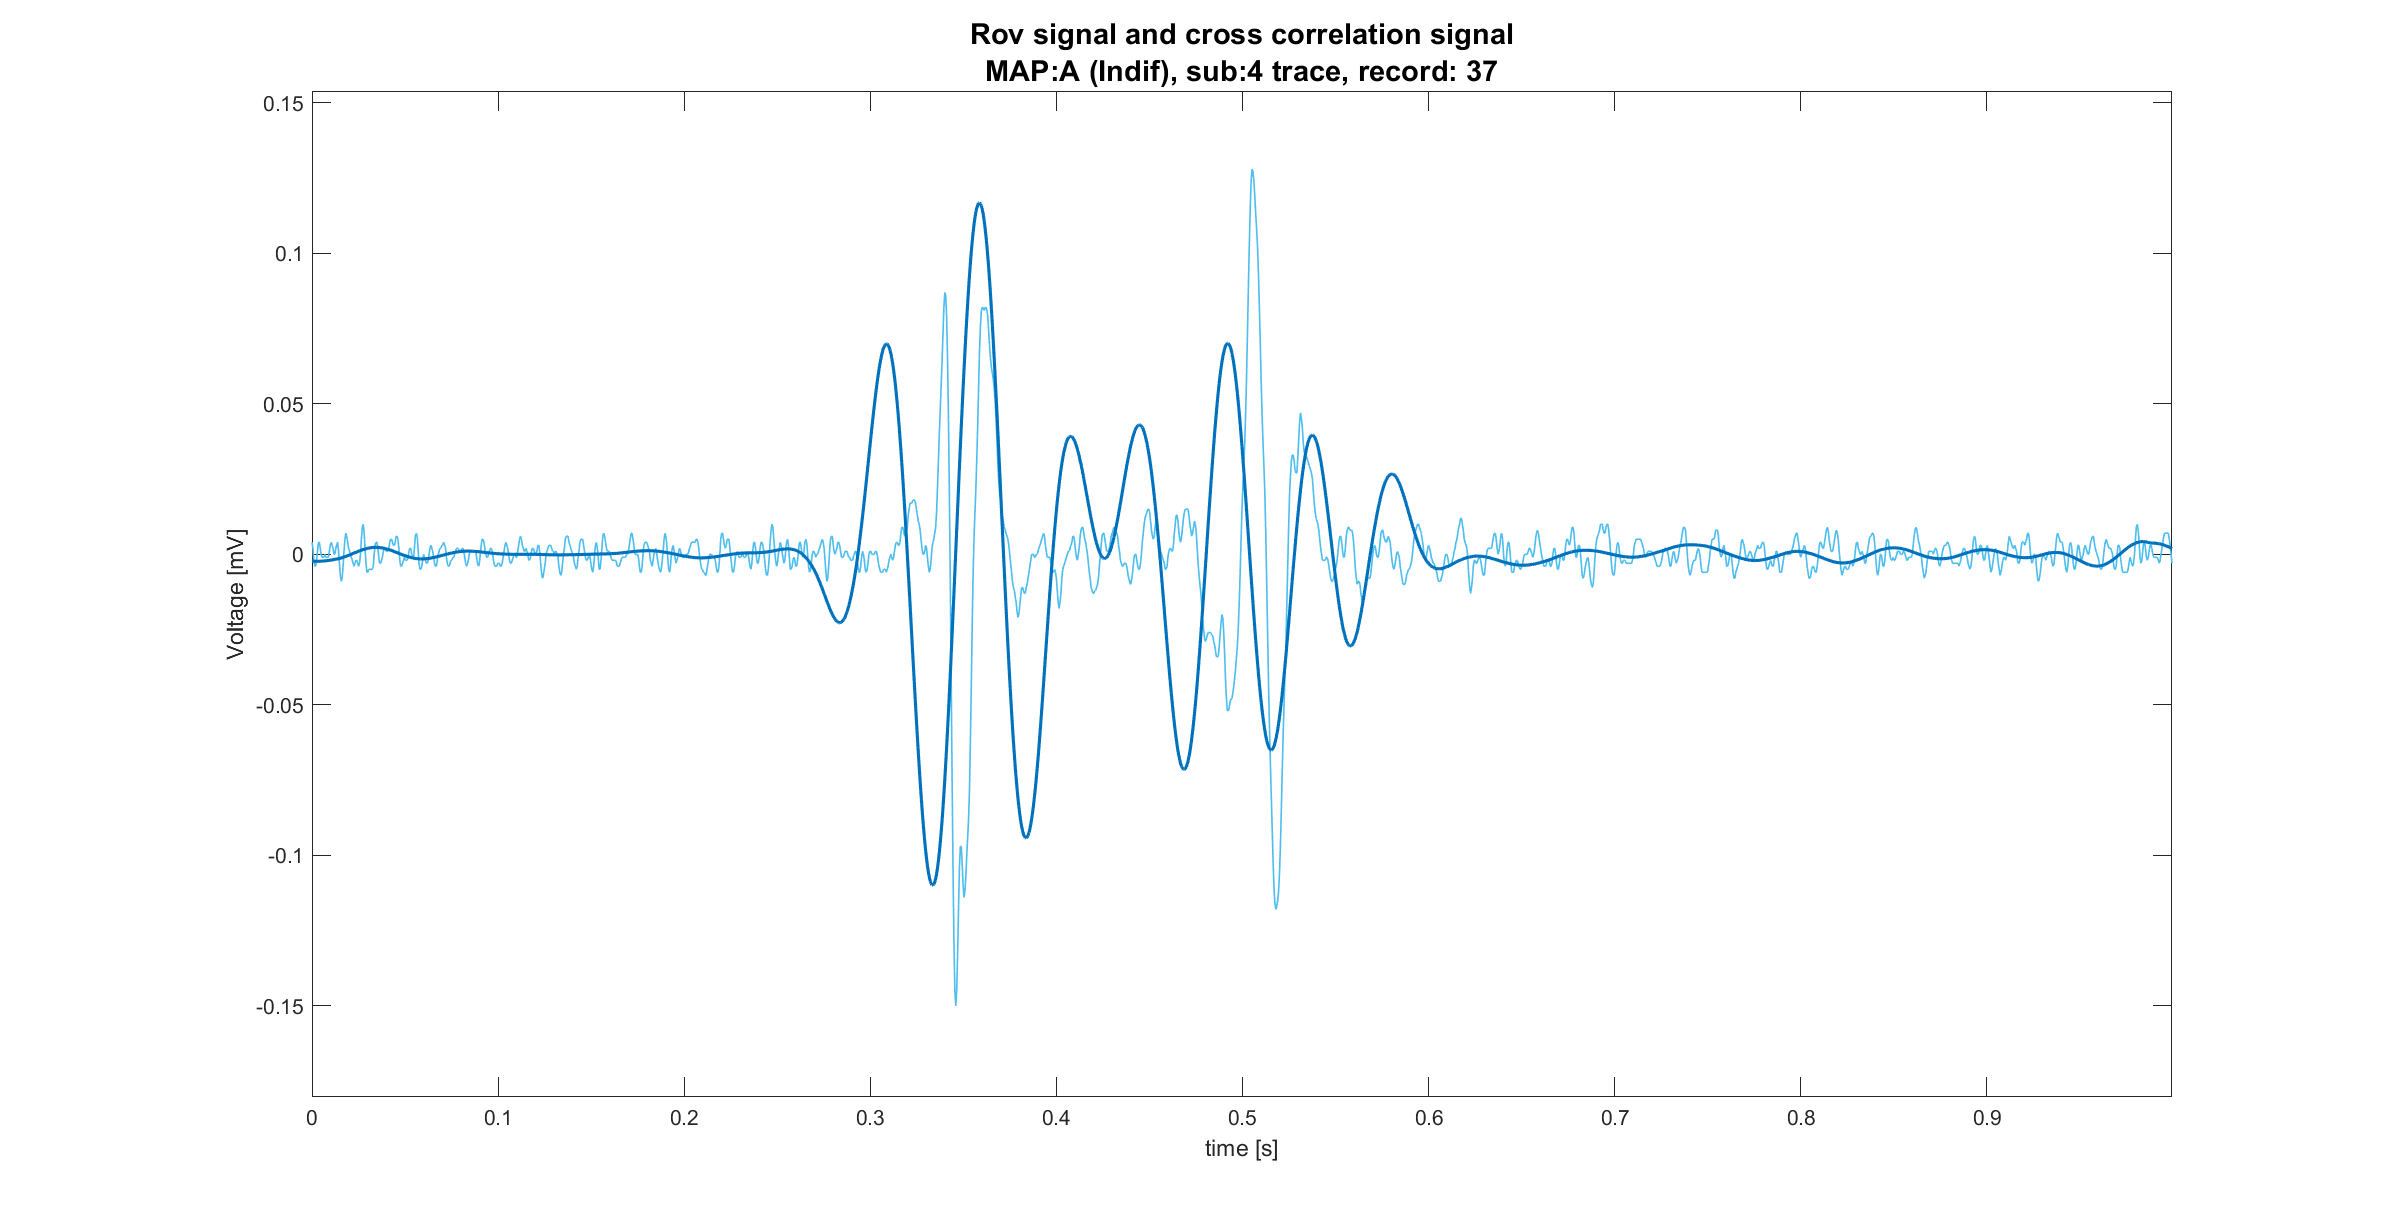 Rov signal and cross correlation signal
MAP:A (Indif), sub:4 trace, record: 37
0.15
0.1
0.05
0
-0.05
-0.1
-0.15
Voltage [mV]
0 0.1 0.2 0.3 0.4 0.5 0.6 0.7 0.8 0.9
time [s]